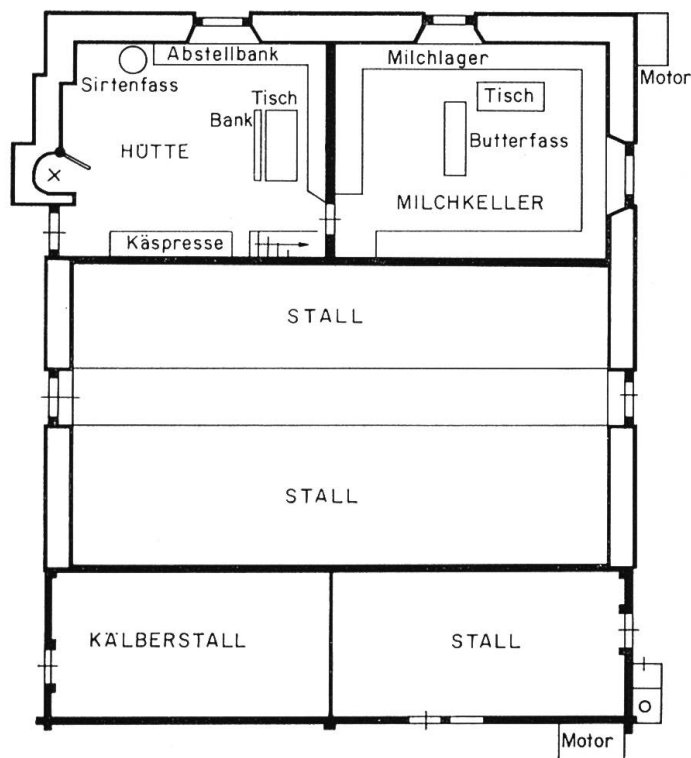 Abstellbank
Milchlager
Motor
Sirtenfass
Tisch
Tisch
Bank
Butterfass
HÜTTE
MILCHKELLER
Käspresse
STALL
STALL
KÄLBERSTALL
STALL
Motor